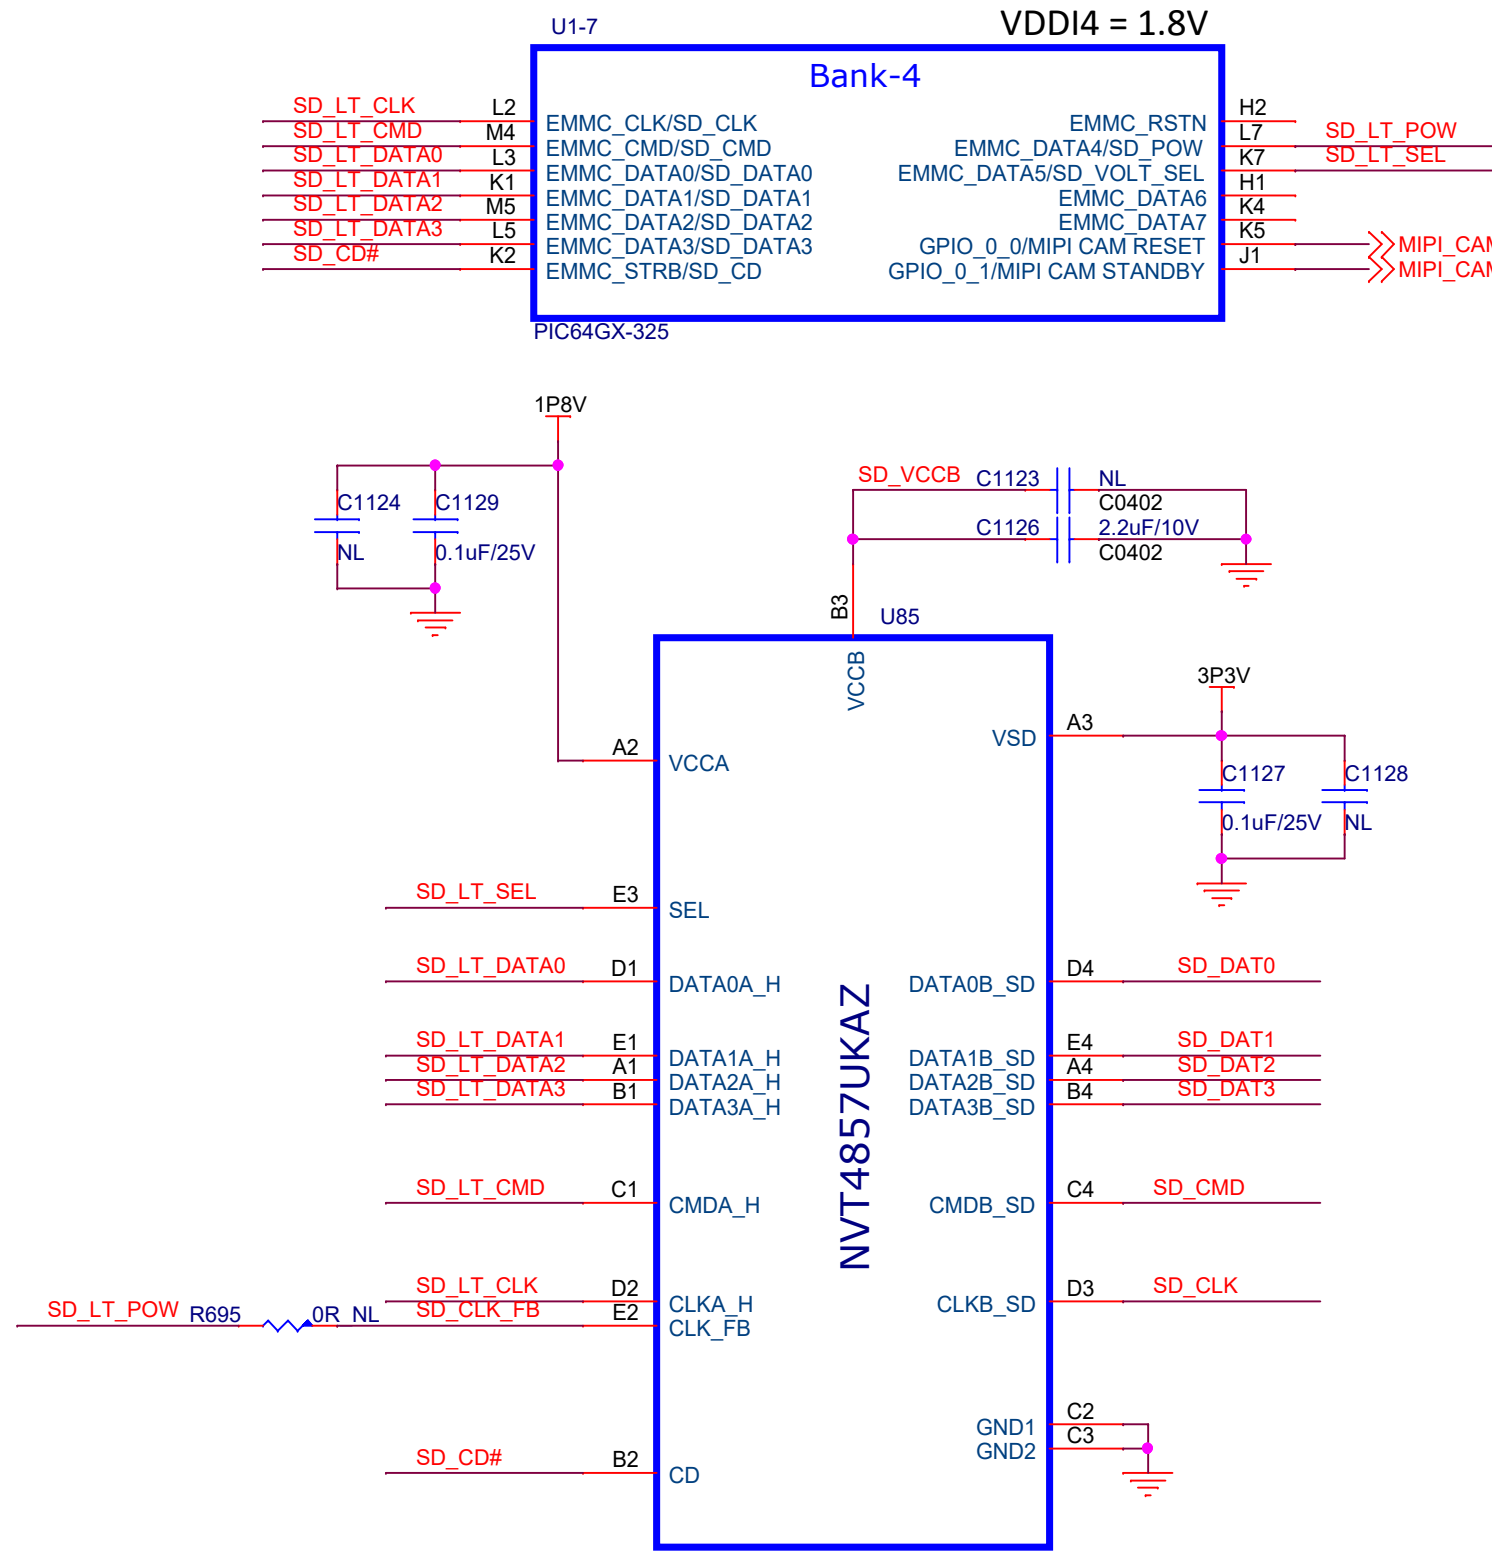 U1-7
VDDI4 = 1.8V
Bank-4
SD_LT_CLK L2 EMMC_CLK/SD_CLK EMMC_RSTN H2
SD_LT_CMD M4 EMMC_CMD/SD_CMD EMMC_DATA4/SD_POW L7 SD_LT_POW
SD_LT_DATA0 L3 EMMC_DATA0/SD_DATA0 EMMC_DATA5/SD_VOLT_SEL K7 SD_LT_SEL
SD_LT_DATA1 K1 EMMC_DATA1/SD_DATA1 EMMC_DATA6 H1
SD_LT_DATA2 M5 EMMC_DATA2/SD_DATA2 EMMC_DATA7 K4
SD_LT_DATA3 L5 EMMC_DATA3/SD_DATA3 GPIO_0_0/MIPI CAM RESET K5 MIPI_CAM
SD_CD# K2 EMMC_STRB/SD_CD GPIO_0_1/MIPI CAM STANDBY J1 MIPI_CAM
PIC64GX-325
1P8V
C1124 C1129
NL 0.1uF/25V
SD_VCCB C1123 NL
C0402
C1126 2.2uF/10V
C0402
B3 U85
VCCB
3P3V
VSD A3
A2 VCCA
C1127 C1128
0.1uF/25V NL
SD_LT_SEL E3 SEL
SD_LT_DATA0 D1 DATA0A_H DATA0B_SD D4 SD_DAT0
SD_LT_DATA1 E1 DATA1A_H DATA1B_SD E4 SD_DAT1
SD_LT_DATA2 A1 DATA2A_H DATA2B_SD A4 SD_DAT2
SD_LT_DATA3 B1 DATA3A_H DATA3B_SD B4 SD_DAT3
NVT4857UKAZ
SD_LT_CMD C1 CMDA_H CMDB_SD C4 SD_CMD
SD_LT_CLK D2 CLKA_H CLKB_SD D3 SD_CLK
SD_LT_POW R695 0R_NL SD_CLK_FB E2 CLK_FB
GND1 C2
GND2 C3
SD_CD# B2 CD